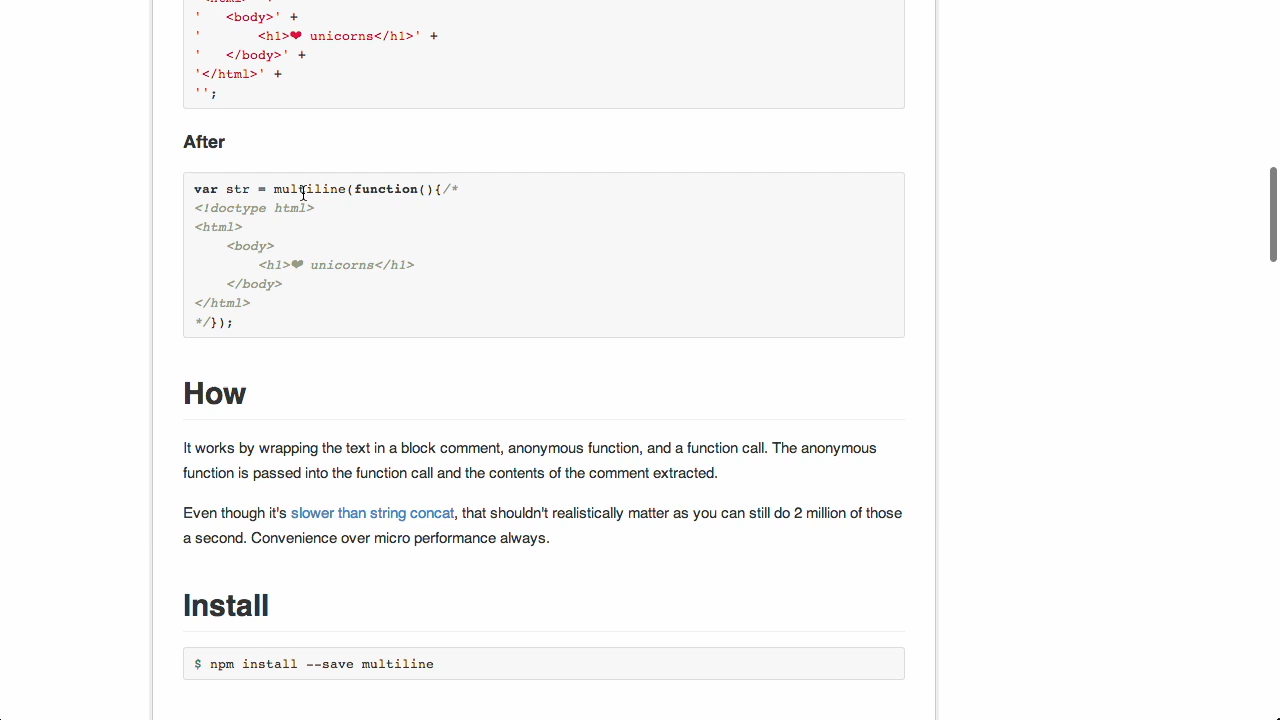 '   <body>' +
'       <h1>❤ unicorns</h1>' +
'   </body>' +
'</html>' +
'';
After
var str = multiline(function(){/*
<!doctype html>
<html>
    <body>
        <h1>❤ unicorns</h1>
    </body>
</html>
*/});
How
It works by wrapping the text in a block comment, anonymous function, and a function call. The anonymous
function is passed into the function call and the contents of the comment extracted.
Even though it's slower than string concat, that shouldn't realistically matter as you can still do 2 million of those
a second. Convenience over micro performance always.
Install
$ npm install --save multiline